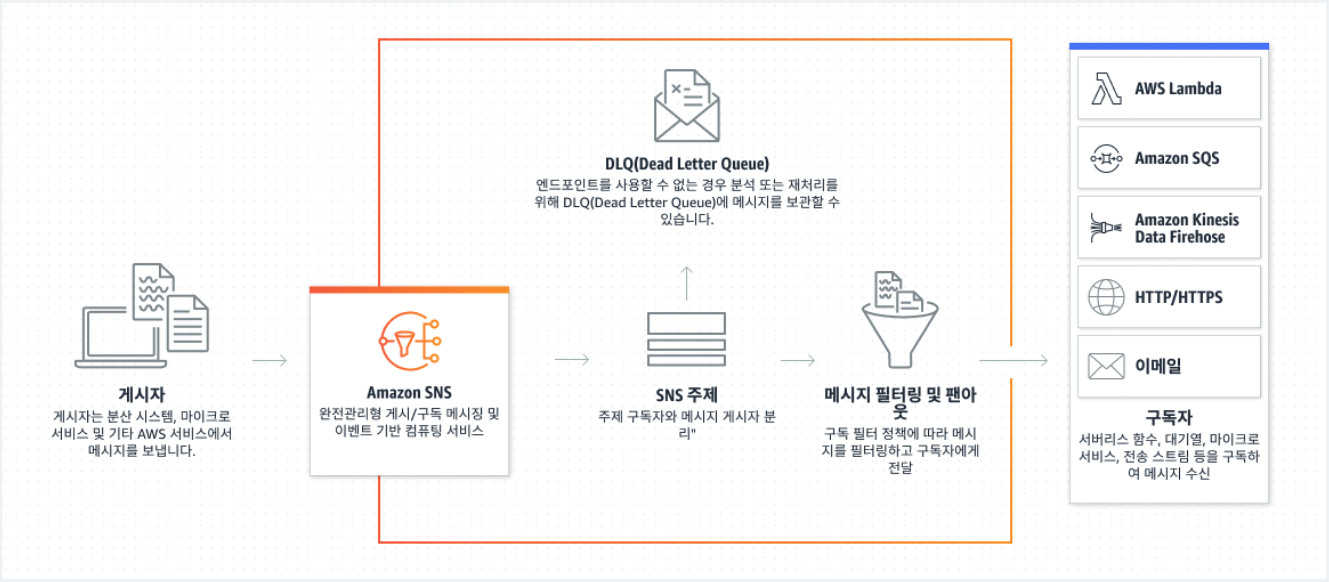 게시자
게시자는 분산 시스템, 마이크로
서비스 및 기타 AWS 서비스에서
메시지를 보냅니다.
Amazon SNS
완전관리형 게시/구독 메시징 및
이벤트 기반 컴퓨팅 서비스
DLQ(Dead Letter Queue)
엔드포인트를 사용할 수 없는 경우 분석 또는 재처리를
위해 DLQ(Dead Letter Queue)에 메시지를 보관할 수
있습니다.
SNS 주제
주제 구독자와 메시지 게시자 분
리"
메시지 필터링 및 팬아
웃
구독 필터 정책에 따라 메시
지를 필터링하고 구독자에게
전달
AWS Lambda
Amazon SQS
Amazon Kinesis
Data Firehose
HTTP/HTTPS
이메일
구독자
서버리스 함수, 대기열, 마이크로
서비스, 전송 스트림 등을 구독하
여 메시지 수신